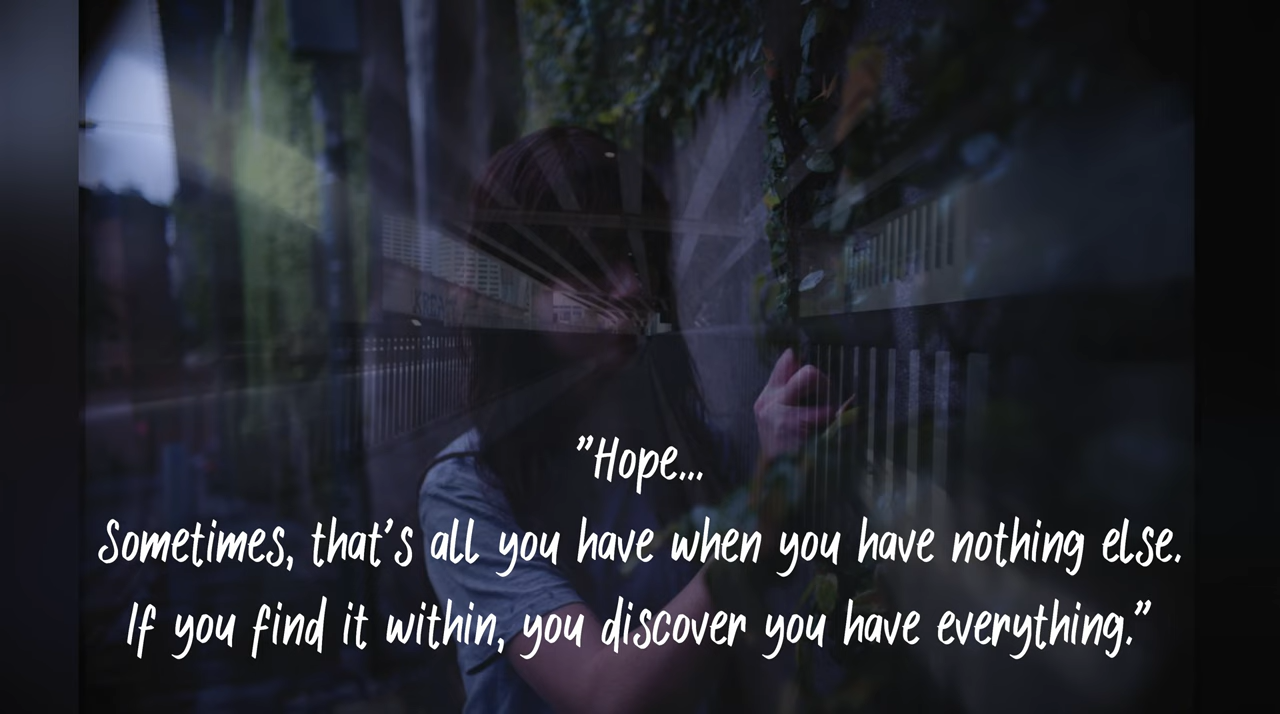 "Hope...
Sometimes, that's all you have when you have nothing else.
If you find it within, you discover you have everything."